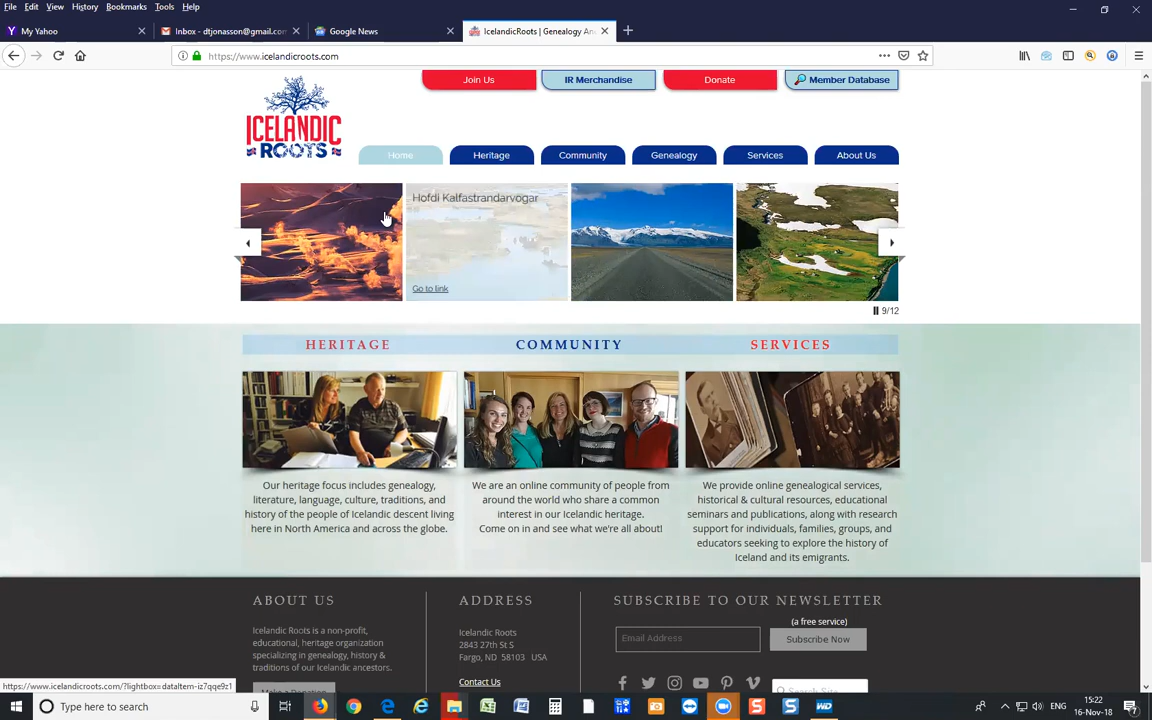 File Edit View History Bookmarks Tools Help
My Yahoo
Inbox - dtjonasson@gmail.com
Google News
IcelandicRoots | Genealogy An
https://www.icelandicroots.com
Join Us
IR Merchandise
Donate
Member Database
ICELANDIC
ROOTS
Home
Heritage
Community
Genealogy
Services
About Us
Hofdi Kalfastrandarvogar
Go to link
9/12
HERITAGE
COMMUNITY
SERVICES
Our heritage focus includes genealogy,
literature, language, culture, traditions, and
history of the people of Icelandic descent living
here in North America and across the globe.
We are an online community of people from
around the world who share a common
interest in our Icelandic heritage.
Come on in and see what we're all about!
We provide online genealogical services,
historical & cultural resources, educational
seminars and publications, along with research
support for individuals, families, groups, and
educators seeking to explore the history of
Iceland and its emigrants.
ABOUT US
Icelandic Roots is a non-profit,
educational, heritage organization
specializing in genealogy, history &
traditions of our Icelandic ancestors.
Make a Donation
ADDRESS
Icelandic Roots
2843 27th St S
Fargo, ND 58103 USA
Contact Us
SUBSCRIBE TO OUR NEWSLETTER
(a free service)
Email Address
Subscribe Now
Search Site
https://www.icelandicroots.com/?lightbox=dataItem-iz7qqe9z1
Type here to search
ENG
15:22
16-Nov-18